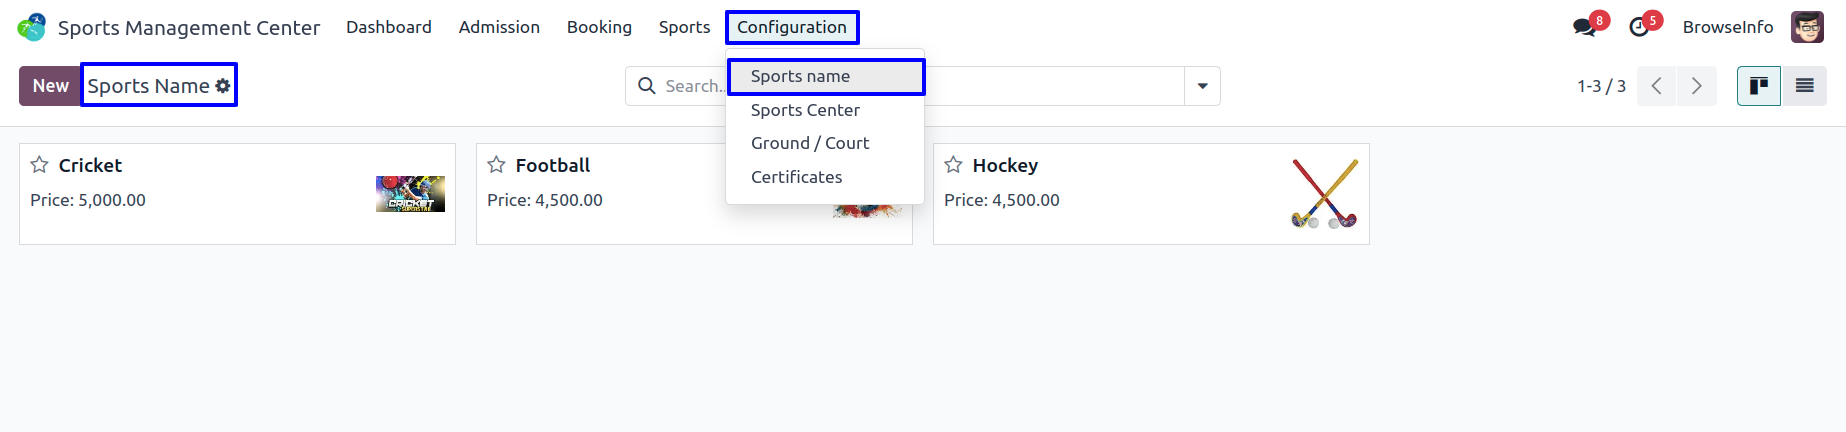 Sports Management Center Dashboard Admission Booking Sports Configuration 8 5 BrowseInfo
New Sports Name Search.. 1-3 / 3
Sports name
Sports Center
Ground / Court
Certificates
Cricket
Price: 5,000.00
CRICKET
Football
Price: 4,500.00
Hockey
Price: 4,500.00